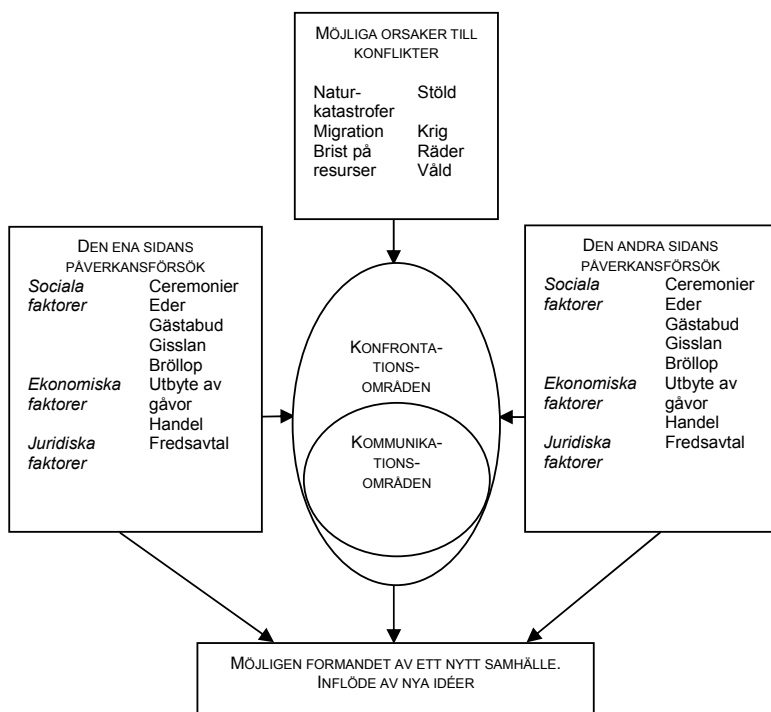 MÖJLIGA ORSAKER TILL
KONFLIKTER
Natur- Stöld
katastrofer
Migration Krig
Brist på Räder
resurser Våld
DEN ENA SIDANS
PÅVERKANSFÖRSÖK
Sociala Ceremonier
faktorer Eder
Gästabud
Gisslan
Bröllop
Ekonomiska Utbyte av
faktorer gåvor
Handel
Juridiska Fredsavtal
faktorer
KONFRONTA-
TIONS-
OMRÅDEN
KOMMUNIKA-
TIONS-
OMRÅDEN
DEN ANDRA SIDANS
PÅVERKANSFÖRSÖK
Sociala Ceremonier
faktorer Eder
Gästabud
Gisslan
Bröllop
Ekonomiska Utbyte av
faktorer gåvor
Handel
Juridiska Fredsavtal
faktorer
MÖJLIGEN FORMANDET AV ETT NYTT SAMHÄLLE.
INFLÖDE AV NYA IDÉER